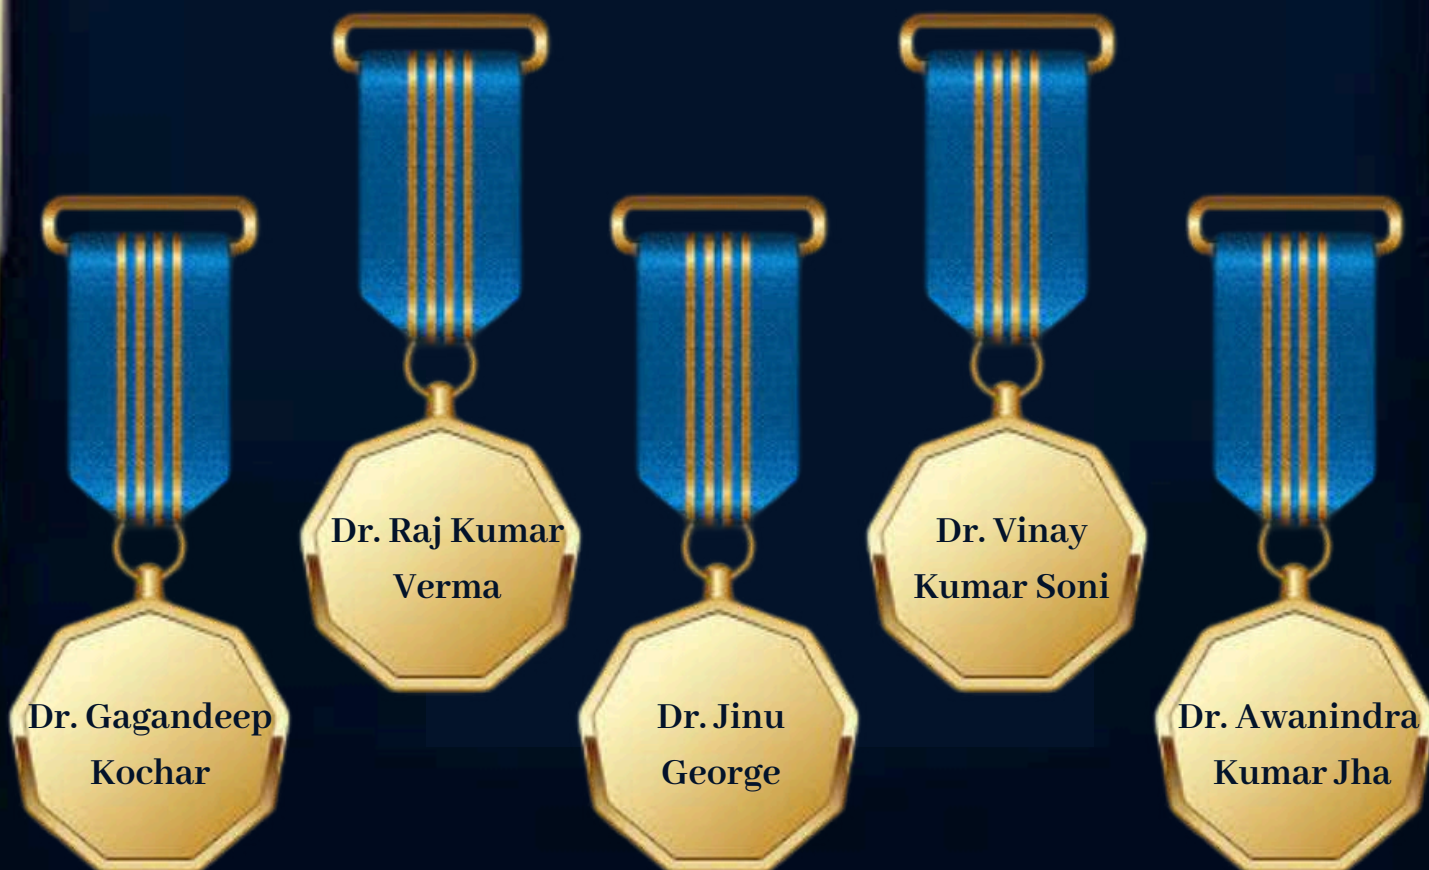 Dr. Gagandeep
Kochar
Dr. Raj Kumar
Verma
Dr. Jinu
George
Dr. Vinay
Kumar Soni
Dr. Awanindra
Kumar Jha